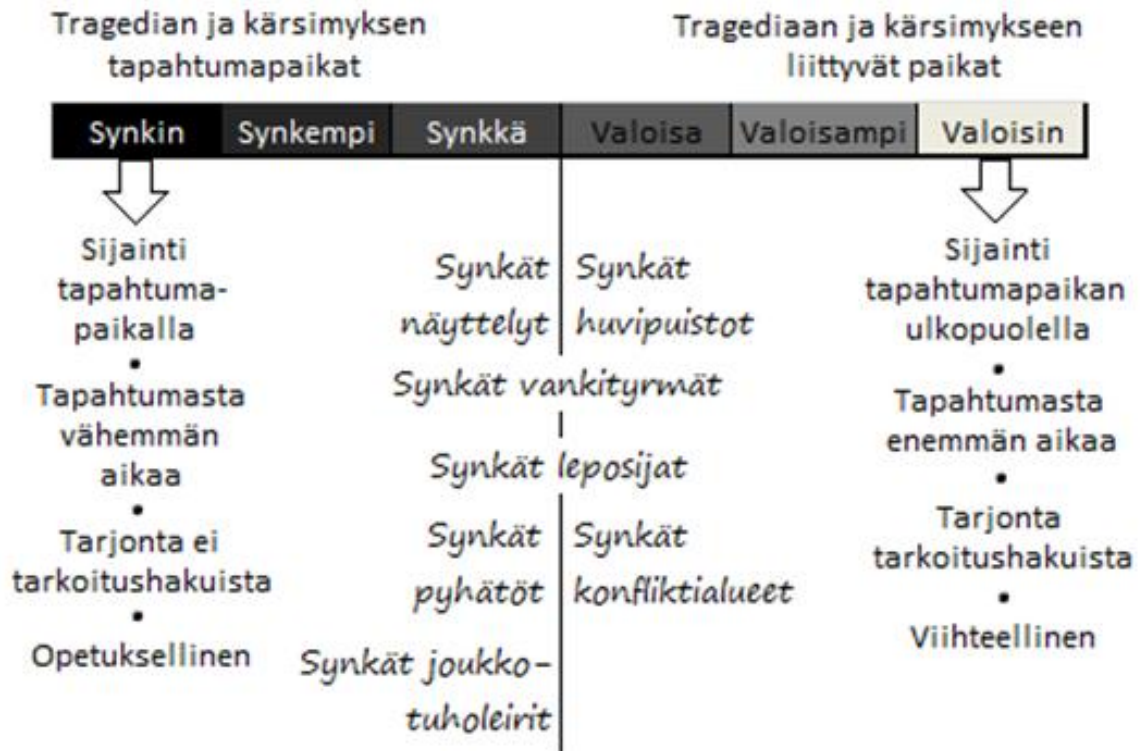 Tragedian ja kärsimyksen
tapahtumapaikat
Tragediaan ja kärsimykseen
liittyvät paikat
Synkin Synkempi Synkkä Valoisa Valoisampi Valoisin
Sijainti
tapahtuma-
paikalla
•
Tapahtumasta
vähemmän
aikaa
•
Tarjonta ei
tarkoitushakuista
•
Opetuksellinen
Synkät
näyttelyt
Synkät
huvipuistot
Synkät vankityrmät
Synkät leposijat
Synkät
pyhätöt
Synkät
konfliktialueet
Synkät joukko-
tuholeirit
Sijainti
tapahtumapaikan
ulkopuolella
•
Tapahtumasta
enemmän aikaa
•
Tarjonta
tarkoitushakuista
•
Viihteellinen